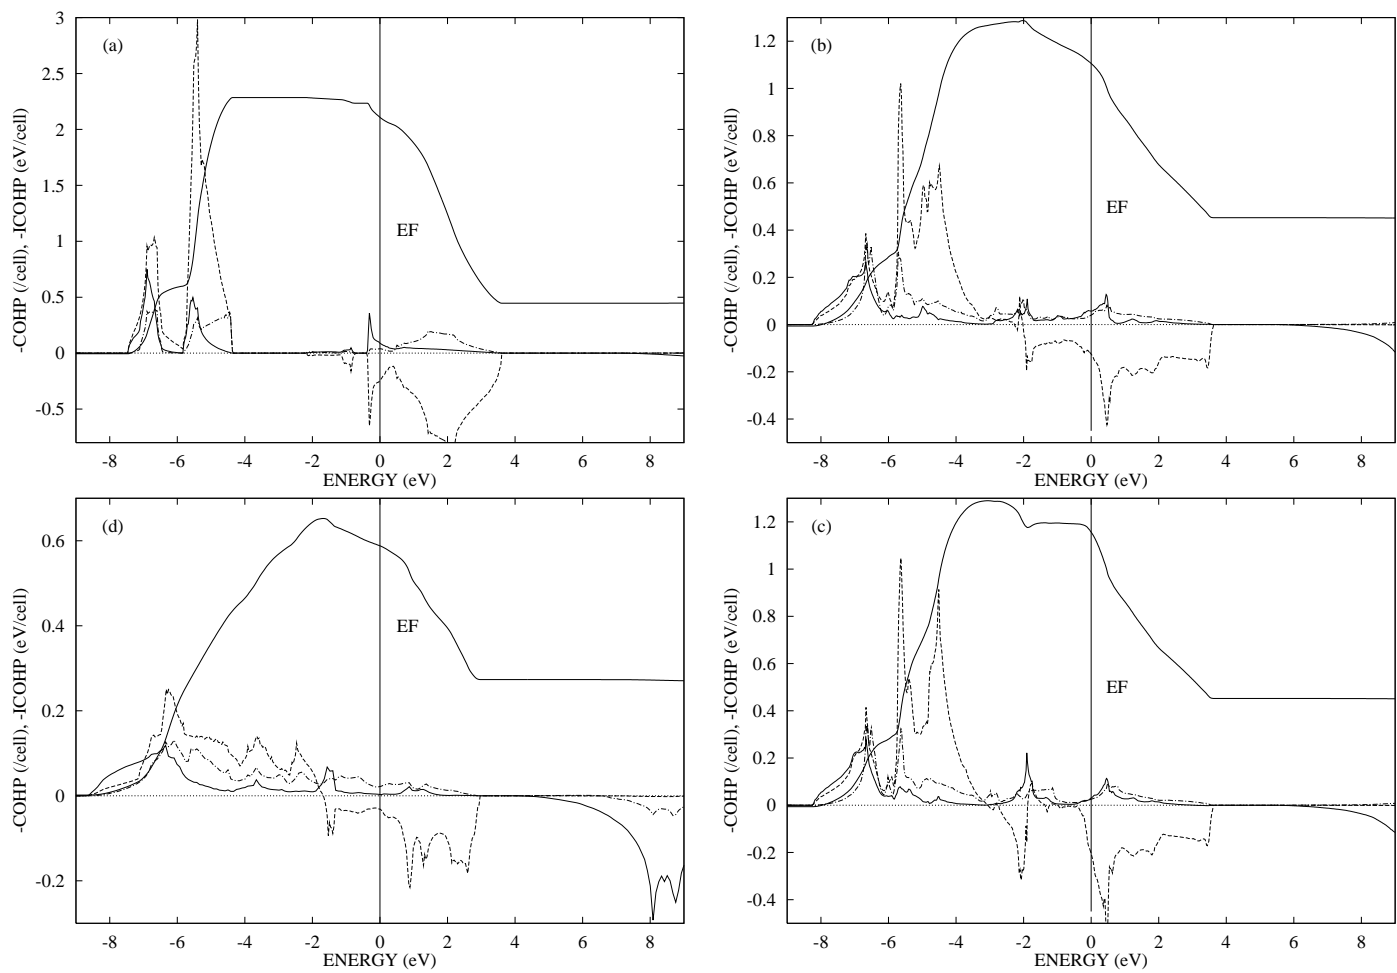 (a)
3
2.5
2
1.5
1
0.5
0
-0.5
-COHP (/cell), -ICOHP (eV/cell)
EF
-8 -6 -4 -2 0 2 4 6 8
ENERGY (eV)
(b)
1.2
1
0.8
0.6
0.4
0.2
0
-0.2
-0.4
-COHP (/cell), -ICOHP (eV/cell)
EF
-8 -6 -4 -2 0 2 4 6 8
ENERGY (eV)
(d)
0.6
0.4
0.2
0
-0.2
-COHP (/cell), -ICOHP (eV/cell)
EF
-8 -6 -4 -2 0 2 4 6 8
ENERGY (eV)
(c)
1.2
1
0.8
0.6
0.4
0.2
0
-0.2
-0.4
-COHP (/cell), -ICOHP (eV/cell)
EF
-8 -6 -4 -2 0 2 4 6 8
ENERGY (eV)